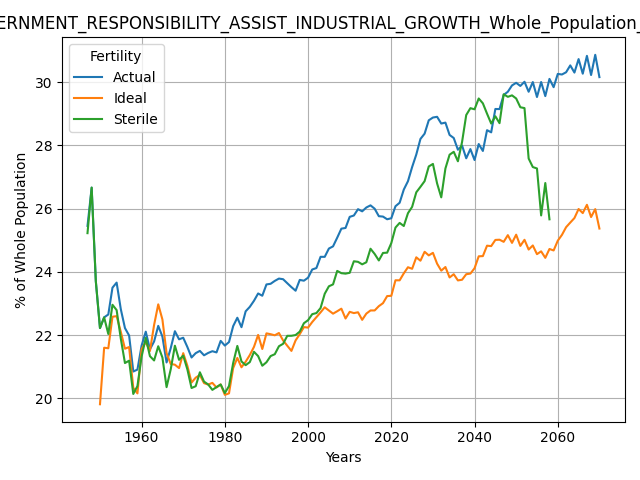 ERNMENT_RESPONSIBILITY_ASSIST_INDUSTRIAL_GROWTH_Whole_Population_
Fertility
Actual
Ideal
Sterile
% of Whole Population
30
28
26
24
22
20
1960
1980
2000
2020
2040
2060
Years